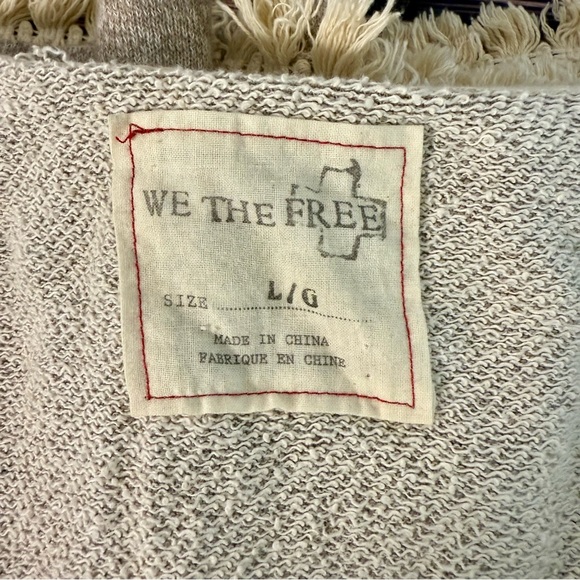 WE THE FREE
SIZE L/G
MADE IN CHINA
FABRIQUE EN CHINE